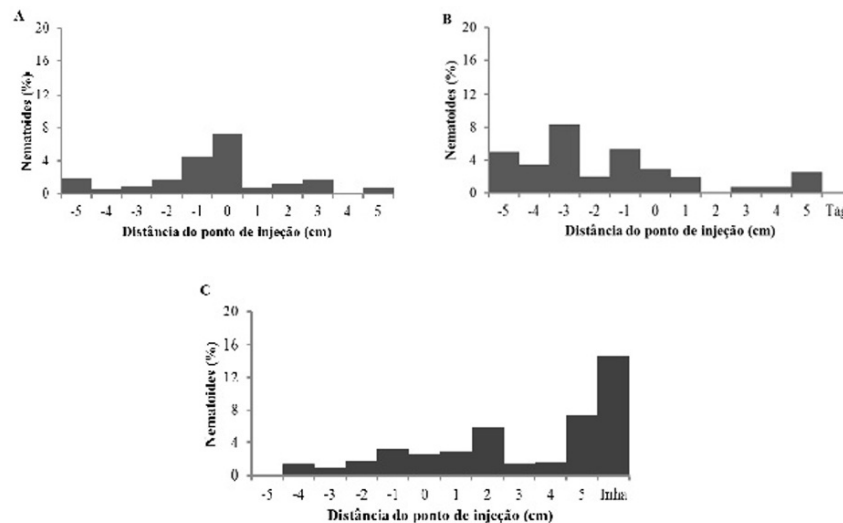 A
20
16
12
8
4
0
Nematoides (%)
-5 -4 -3 -2 -1 0 1 2 3 4 5
Distância do ponto de injeção (cm)
B
20
16
12
8
4
0
Nematoides (%)
-5 -4 -3 -2 -1 0 1 2 3 4 5 Tág
Distância do ponto de injeção (cm)
C
20
16
12
8
4
0
Nematoides (%)
-5 -4 -3 -2 -1 0 1 2 3 4 5 Inha
Distância do ponto de injeção (cm)